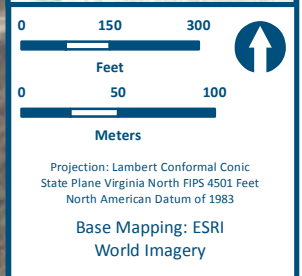 0 150 300
Feet
0 50 100
Meters
Projection: Lambert Conformal Conic
State Plane Virginia North FIPS 4501 Feet
North American Datum of 1983
Base Mapping: ESRI
World Imagery